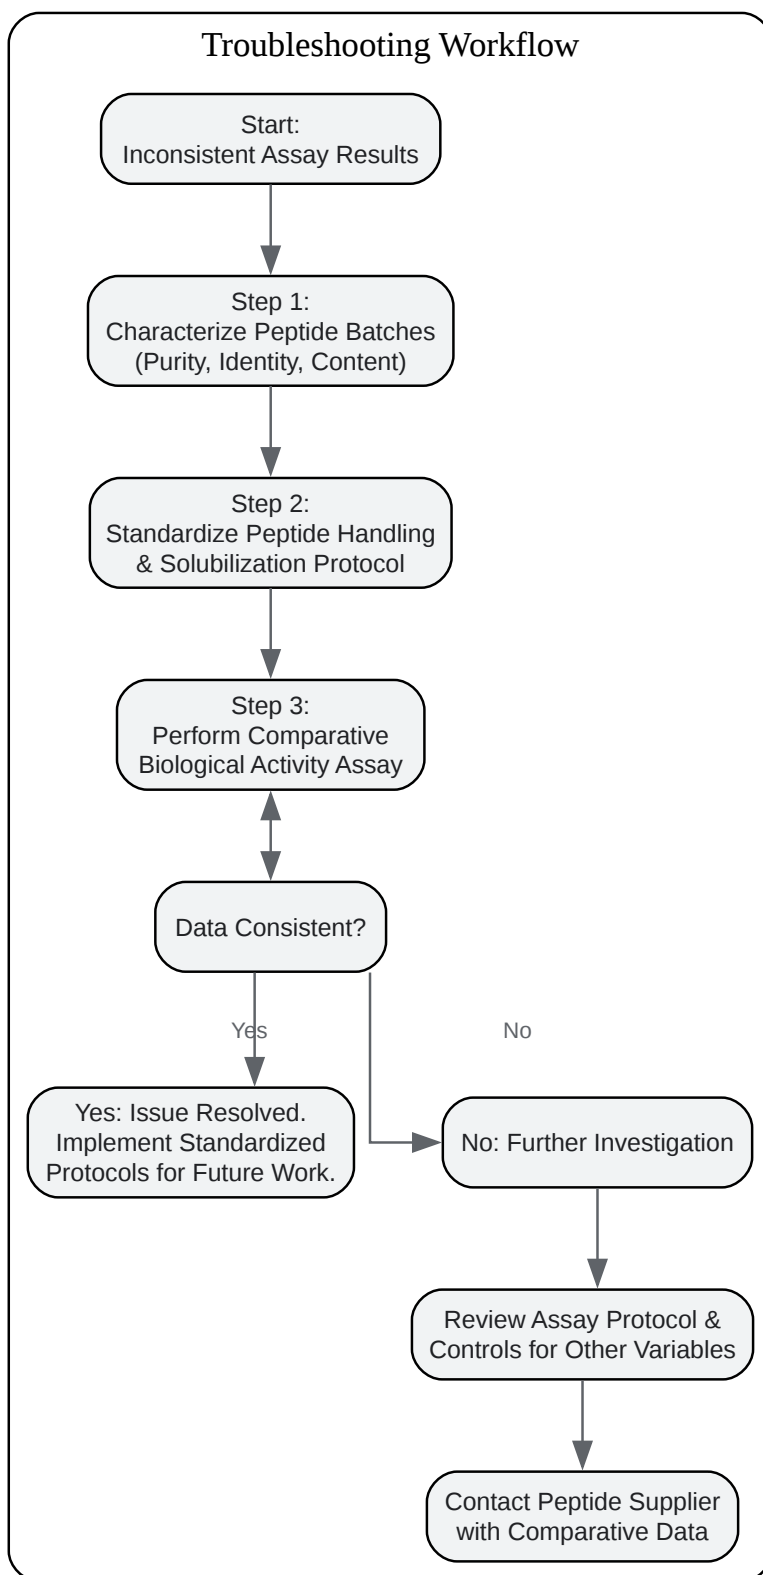 Troubleshooting Workflow
Start:
Inconsistent Assay Results
Step 1:
Characterize Peptide Batches
(Purity, Identity, Content)
Step 2:
Standardize Peptide Handling
& Solubilization Protocol
Step 3:
Perform Comparative
Biological Activity Assay
Data Consistent?
Yes
No
Yes: Issue Resolved.
Implement Standardized
Protocols for Future Work.
No: Further Investigation
Review Assay Protocol &
Controls for Other Variables
Contact Peptide Supplier
with Comparative Data